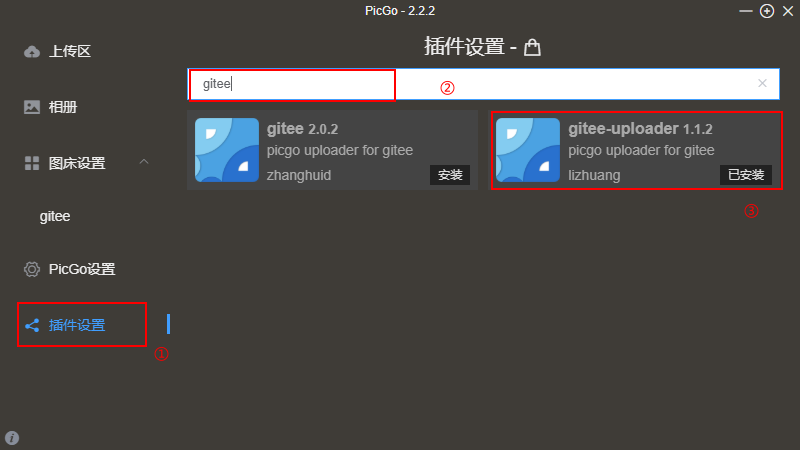 PicGo - 2.2.2
上传区
相册
图床设置
gitee
PicGo设置
插件设置
①
插件设置 -
gitee
②
gitee 2.0.2
picgo uploader for gitee
zhanghuid
安装
gitee-uploader 1.1.2
picgo uploader for gitee
lizhuang
已安装
③